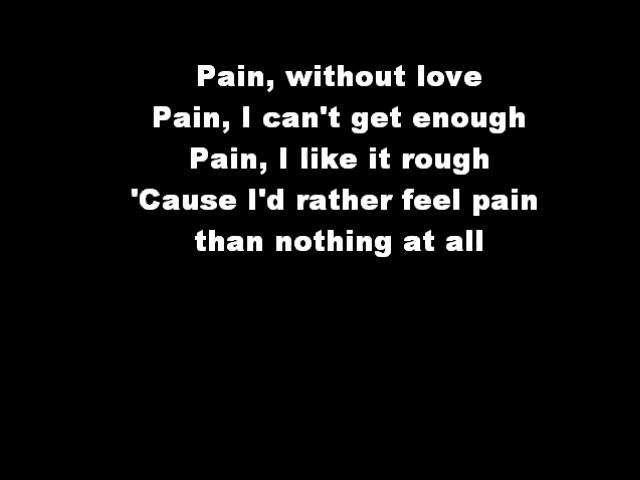 Pain, without love
Pain, I can't get enough
Pain, I like it rough
'Cause I'd rather feel pain
than nothing at all